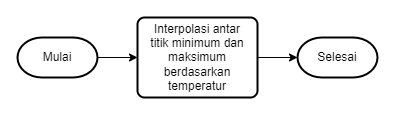 Mulai
Interpolasi antar
titik minimum dan
maksimum
berdasarkan
temperatur
Selesai